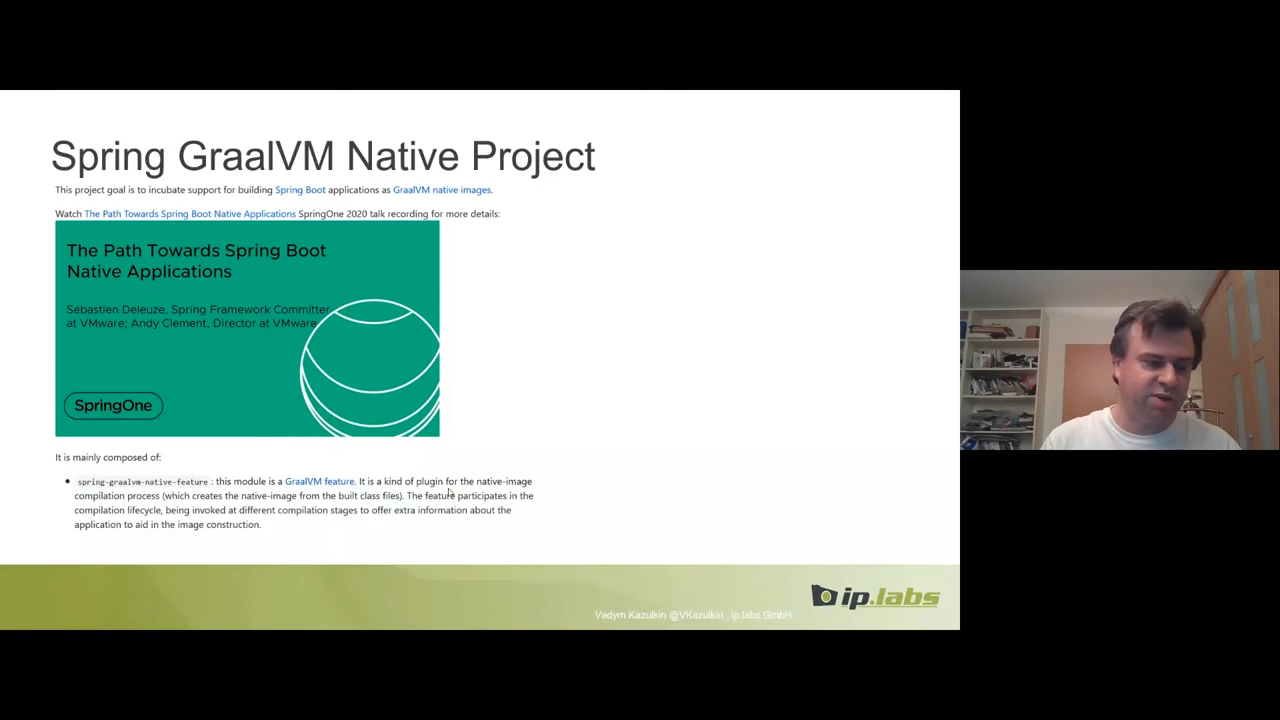 Spring GraalVM Native Project
This project goal is to incubate support for building Spring Boot applications as GraalVM native images.
Watch The Path Towards Spring Boot Native Applications SpringOne 2020 talk recording for more details:
The Path Towards Spring Boot
Native Applications
Sébastien Deleuze, Spring Framework Committer
at VMware; Andy Clement, Director at VMware
SpringOne
It is mainly composed of:
• spring-graalvm-native-feature : this module is a GraalVM feature. It is a kind of plugin for the native-image
compilation process (which creates the native-image from the built class files). The feature participates in the
compilation lifecycle, being invoked at different compilation stages to offer extra information about the
application to aid in the image construction.
ip.labs
Vadym Kazulkin @VKazulkin , ip.labs GmbH